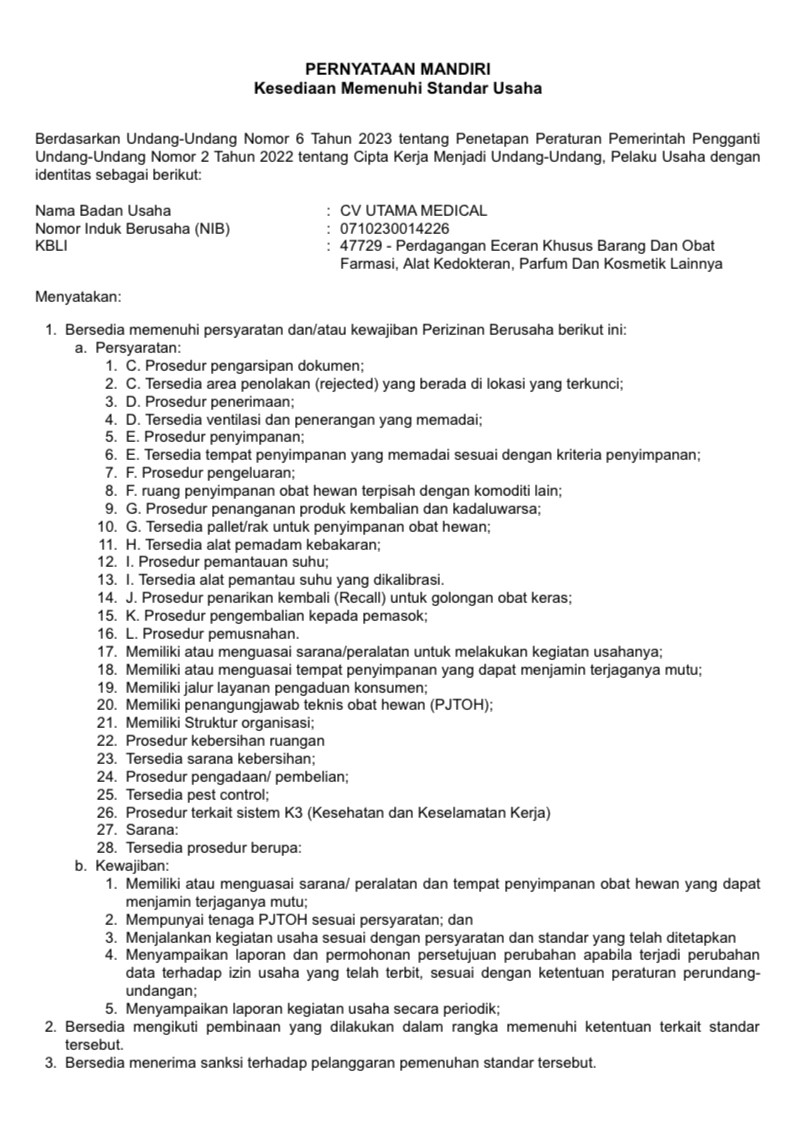 PERNYATAAN MANDIRI
Kesediaan Memenuhi Standar Usaha
Berdasarkan Undang-Undang Nomor 6 Tahun 2023 tentang Penetapan Peraturan Pemerintah Pengganti
Undang-Undang Nomor 2 Tahun 2022 tentang Cipta Kerja Menjadi Undang-Undang, Pelaku Usaha dengan
identitas sebagai berikut:
Nama Badan Usaha : CV UTAMA MEDICAL
Nomor Induk Berusaha (NIB) : 0710230014226
KBLI : 47729 - Perdagangan Eceran Khusus Barang Dan Obat
Farmasi, Alat Kedokteran, Parfum Dan Kosmetik Lainnya
Menyatakan:
1. Bersedia memenuhi persyaratan dan/atau kewajiban Perizinan Berusaha berikut ini:
a. Persyaratan:
1. C. Prosedur pengarsipan dokumen;
2. C. Tersedia area penolakan (rejected) yang berada di lokasi yang terkunci;
3. D. Prosedur penerimaan;
4. D. Tersedia ventilasi dan penerangan yang memadai;
5. E. Prosedur penyimpanan;
6. E. Tersedia tempat penyimpanan yang memadai sesuai dengan kriteria penyimpanan;
7. F. Prosedur pengeluaran;
8. F. ruang penyimpanan obat hewan terpisah dengan komoditi lain;
9. G. Prosedur penanganan produk kembalian dan kadaluwarsa;
10. G. Tersedia pallet/rak untuk penyimpanan obat hewan;
11. H. Tersedia alat pemadam kebakaran;
12. I. Prosedur pemantauan suhu;
13. I. Tersedia alat pemantau suhu yang dikalibrasi.
14. J. Prosedur penarikan kembali (Recall) untuk golongan obat keras;
15. K. Prosedur pengembalian kepada pemasok;
16. L. Prosedur pemusnahan.
17. Memiliki atau menguasai sarana/peralatan untuk melakukan kegiatan usahanya;
18. Memiliki atau menguasai tempat penyimpanan yang dapat menjamin terjaganya mutu;
19. Memiliki jalur layanan pengaduan konsumen;
20. Memiliki penangungjawab teknis obat hewan (PJTOH);
21. Memiliki Struktur organisasi;
22. Prosedur kebersihan ruangan
23. Tersedia sarana kebersihan;
24. Prosedur pengadaan/ pembelian;
25. Tersedia pest control;
26. Prosedur terkait sistem K3 (Kesehatan dan Keselamatan Kerja)
27. Sarana:
28. Tersedia prosedur berupa:
b. Kewajiban:
1. Memiliki atau menguasai sarana/ peralatan dan tempat penyimpanan obat hewan yang dapat
menjamin terjaganya mutu;
2. Mempunyai tenaga PJTOH sesuai persyaratan; dan
3. Menjalankan kegiatan usaha sesuai dengan persyaratan dan standar yang telah ditetapkan
4. Menyampaikan laporan dan permohonan persetujuan perubahan apabila terjadi perubahan
data terhadap izin usaha yang telah terbit, sesuai dengan ketentuan peraturan perundang-
undangan;
5. Menyampaikan laporan kegiatan usaha secara periodik;
2. Bersedia mengikuti pembinaan yang dilakukan dalam rangka memenuhi ketentuan terkait standar
tersebut.
3. Bersedia menerima sanksi terhadap pelanggaran pemenuhan standar tersebut.